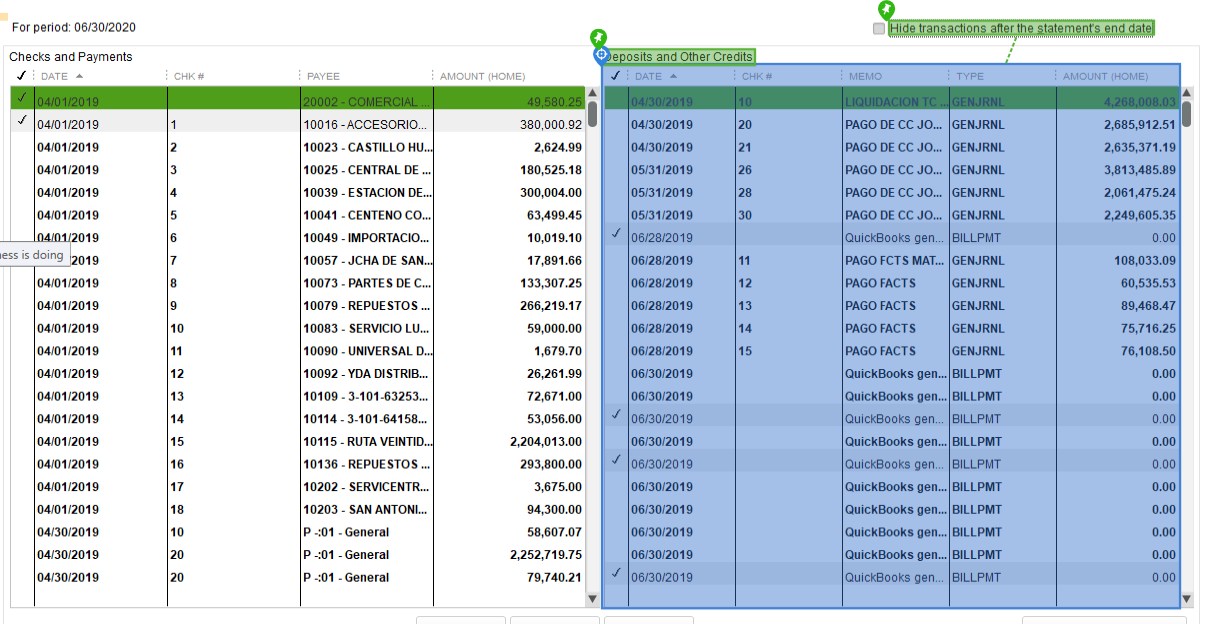 For period: 06/30/2020
Hide transactions after the statement's end date
Checks and Payments
DATE CHK # PAYEE AMOUNT (HOME)
04/01/2019 20002 - COMERCIAL ... 49,580.25
04/01/2019 1 10016 - ACCESORIO... 380,000.92
04/01/2019 2 10023 - CASTILLO HU... 2,624.99
04/01/2019 3 10025 - CENTRAL DE ... 180,525.18
04/01/2019 4 10039 - ESTACION DE... 300,004.00
04/01/2019 5 10041 - CENTENO CO... 63,499.45
04/01/2019 6 10049 - IMPORTACIO... 10,019.10
ness is doing
2019 7 10057 - JCHA DE SAN... 17,891.66
04/01/2019 8 10073 - PARTES DE C... 133,307.25
04/01/2019 9 10079 - REPUESTOS ... 266,219.17
04/01/2019 10 10083 - SERVICIO LU... 59,000.00
04/01/2019 11 10090 - UNIVERSAL D... 1,679.70
04/01/2019 12 10092 - YDA DISTRIB... 26,261.99
04/01/2019 13 10109 - 3-101-63253... 72,671.00
04/01/2019 14 10114 - 3-101-64158... 53,056.00
04/01/2019 15 10115 - RUTA VEINTID... 2,204,013.00
04/01/2019 16 10136 - REPUESTOS ... 293,800.00
04/01/2019 17 10202 - SERVICENTR... 3,675.00
04/01/2019 18 10203 - SAN ANTONI... 94,300.00
04/30/2019 10 P -:01 - General 58,607.07
04/30/2019 20 P -:01 - General 2,252,719.75
04/30/2019 20 P -:01 - General 79,740.21
Deposits and Other Credits
DATE CHK # MEMO TYPE AMOUNT (HOME)
04/30/2019 10 LIQUIDACION TC ... GENJRNL 4,268,008.03
04/30/2019 20 PAGO DE CC JO... GENJRNL 2,685,912.51
04/30/2019 21 PAGO DE CC JO... GENJRNL 2,635,371.19
05/31/2019 26 PAGO DE CC JO... GENJRNL 3,813,485.89
05/31/2019 28 PAGO DE CC JO... GENJRNL 2,061,475.24
05/31/2019 30 PAGO DE CC JO... GENJRNL 2,249,605.35
06/28/2019 QuickBooks gen... BILLPMT 0.00
06/28/2019 11 PAGO FCTS MAT... GENJRNL 108,033.09
06/28/2019 12 PAGO FACTS GENJRNL 60,535.53
06/28/2019 13 PAGO FACTS GENJRNL 89,468.47
06/28/2019 14 PAGO FACTS GENJRNL 75,716.25
06/28/2019 15 PAGO FACTS GENJRNL 76,108.50
06/30/2019 QuickBooks gen... BILLPMT 0.00
06/30/2019 QuickBooks gen... BILLPMT 0.00
06/30/2019 QuickBooks gen... BILLPMT 0.00
06/30/2019 QuickBooks gen... BILLPMT 0.00
06/30/2019 QuickBooks gen... BILLPMT 0.00
06/30/2019 QuickBooks gen... BILLPMT 0.00
06/30/2019 QuickBooks gen... BILLPMT 0.00
06/30/2019 QuickBooks gen... BILLPMT 0.00
06/30/2019 QuickBooks gen... BILLPMT 0.00
06/30/2019 QuickBooks gen... BILLPMT 0.00